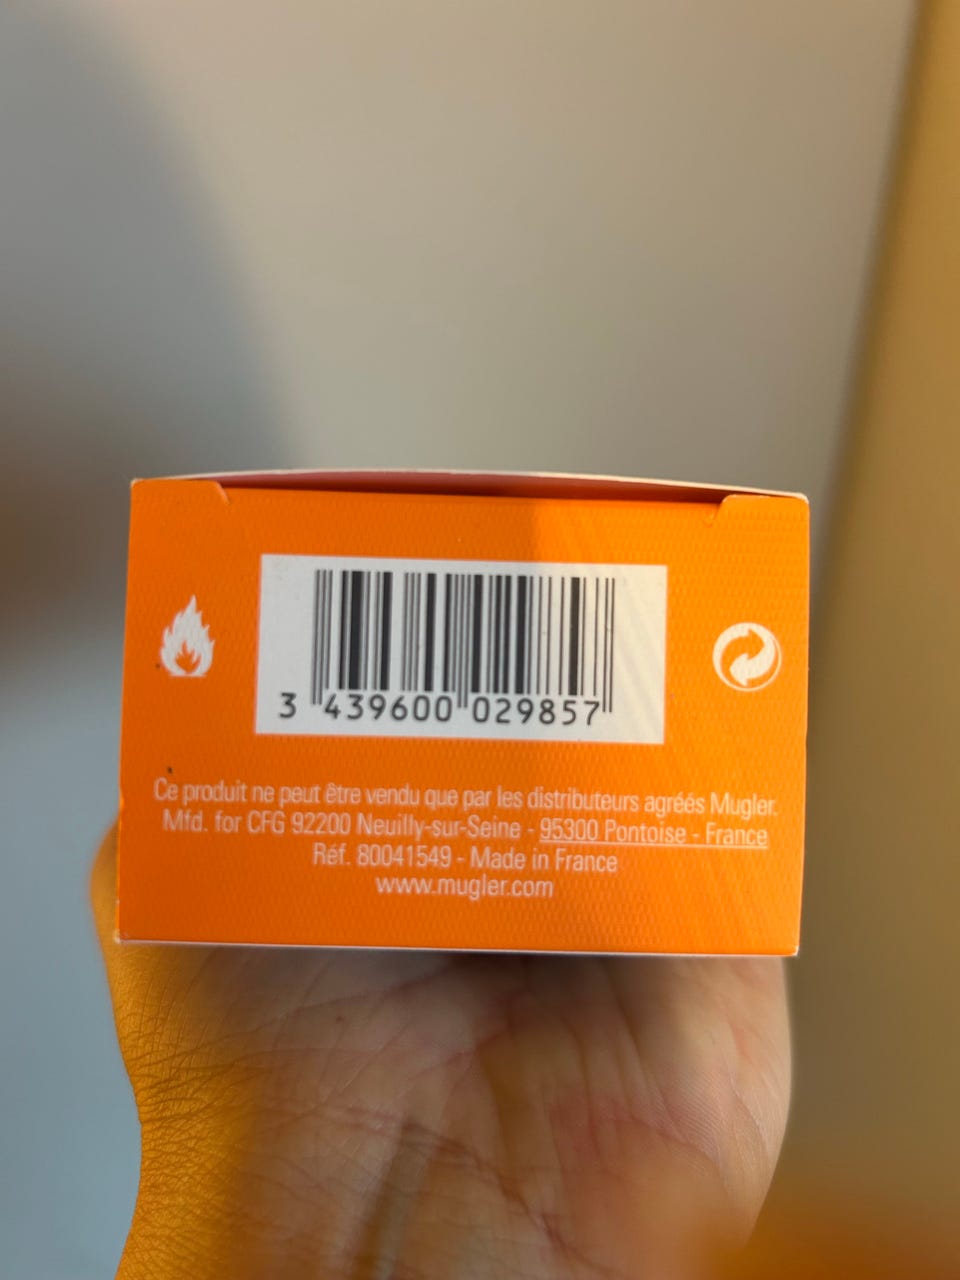 3 439600 029857
Ce produit ne peut être vendu que par les distributeurs agréés Mugler.
Mfd. for CFG 92200 Neuilly-sur-Seine - 95300 Pontoise - France
Réf. 80041549 - Made in France
www.mugler.com